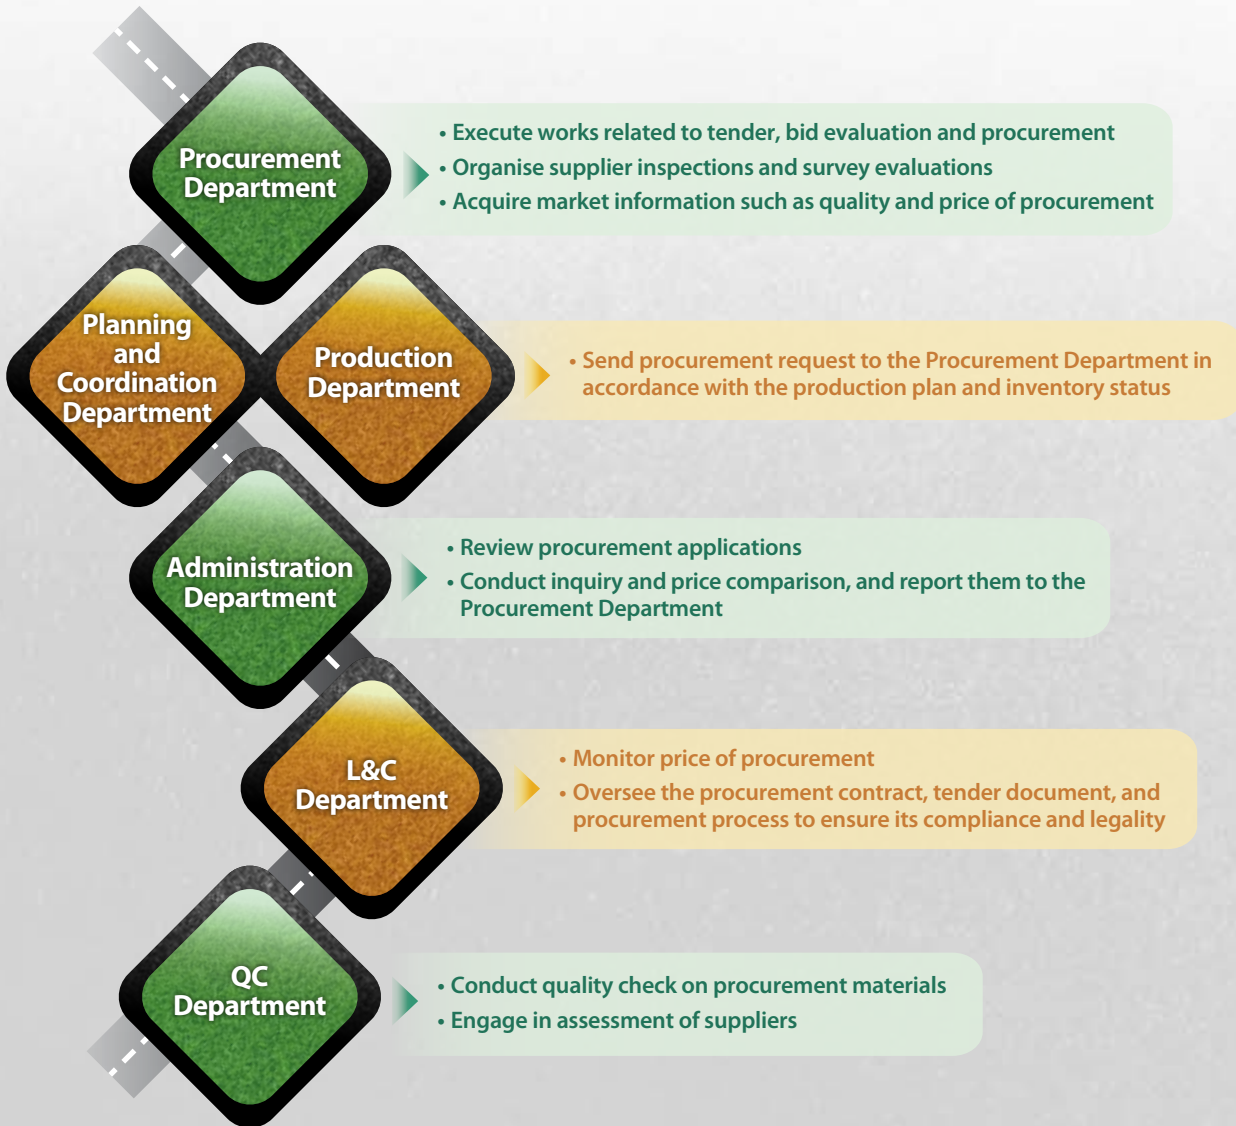 Procurement
Department
• Execute works related to tender, bid evaluation and procurement
• Organise supplier inspections and survey evaluations
• Acquire market information such as quality and price of procurement
Planning
and
Coordination
Department
Production
Department
• Send procurement request to the Procurement Department in
accordance with the production plan and inventory status
Administration
Department
• Review procurement applications
• Conduct inquiry and price comparison, and report them to the
Procurement Department
L&C
Department
• Monitor price of procurement
• Oversee the procurement contract, tender document, and
procurement process to ensure its compliance and legality
QC
Department
• Conduct quality check on procurement materials
• Engage in assessment of suppliers